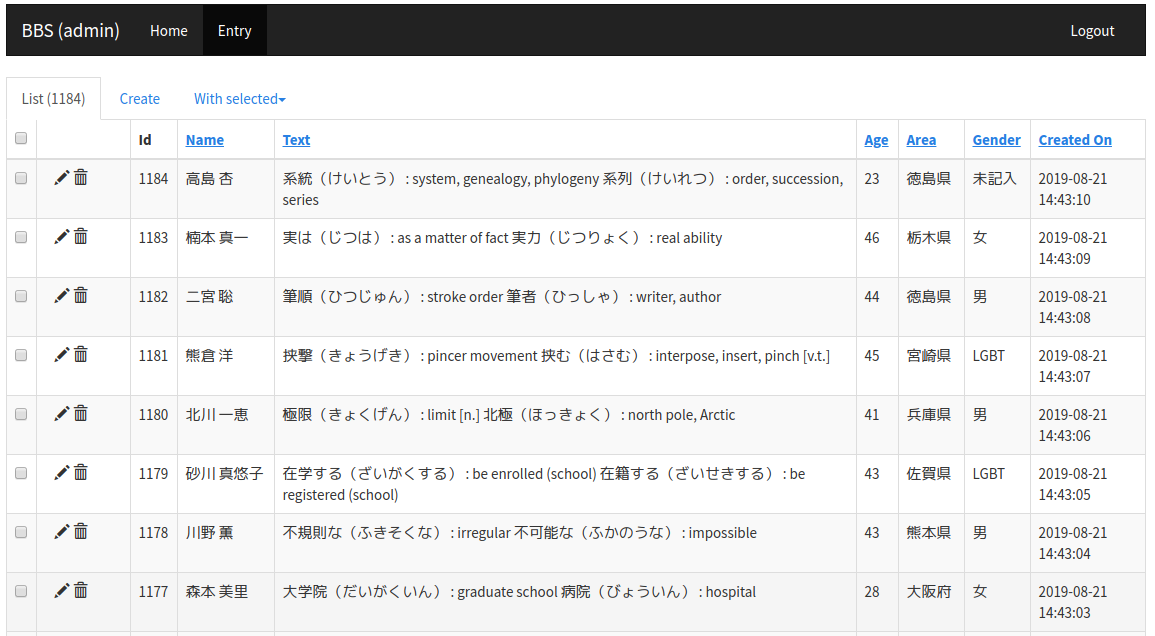 BBS (admin) Home Entry Logout
List (1184) Create With selected
Id Name Text Age Area Gender Created On
1184 高島 杏 系統（けいとう） : system, genealogy, phylogeny 系列（けいれつ） : order, succession, 23 徳島県 未記入 2019-08-21
series 14:43:10
1183 楠本 真一 実は（じつは） : as a matter of fact 実力（じつりょく） : real ability 46 栃木県 女 2019-08-21
14:43:09
1182 二宮 聡 筆順（ひつじゅん） : stroke order 筆者（ひっしゃ） : writer, author 44 徳島県 男 2019-08-21
14:43:08
1181 熊倉 洋 挟撃（きょうげき） : pincer movement 挟む（はさむ） : interpose, insert, pinch [v.t.] 45 宮崎県 LGBT 2019-08-21
14:43:07
1180 北川 一恵 極限（きょくげん） : limit [n.] 北極（ほっきょく） : north pole, Arctic 41 兵庫県 男 2019-08-21
14:43:06
1179 砂川 真悠子 在学する（ざいがくする） : be enrolled (school) 在籍する（ざいせきする） : be 43 佐賀県 LGBT 2019-08-21
registered (school) 14:43:05
1178 川野 薫 不規則な（ふきそくな） : irregular 不可能な（ふかのうな） : impossible 43 熊本県 男 2019-08-21
14:43:04
1177 森本 美里 大学院（だいがくいん） : graduate school 病院（びょういん） : hospital 28 大阪府 女 2019-08-21
14:43:03